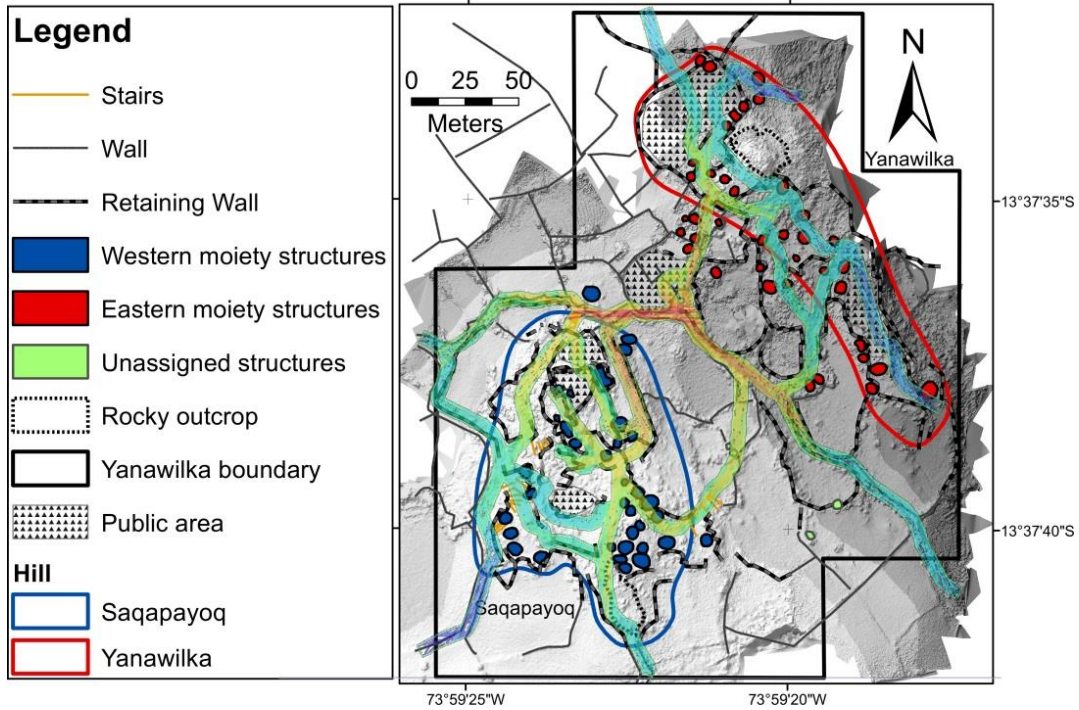 Legend
Stairs
Wall
Retaining Wall
Western moiety structures
Eastern moiety structures
Unassigned structures
Rocky outcrop
Yanawilka boundary
Public area
Hill
Saqapayoq
Yanawilka
0 25 50
Meters
N
Yanawilka
Saqapayoq
13°37'35"S
13°37'40"S
73°59'25"W
73°59'20"W